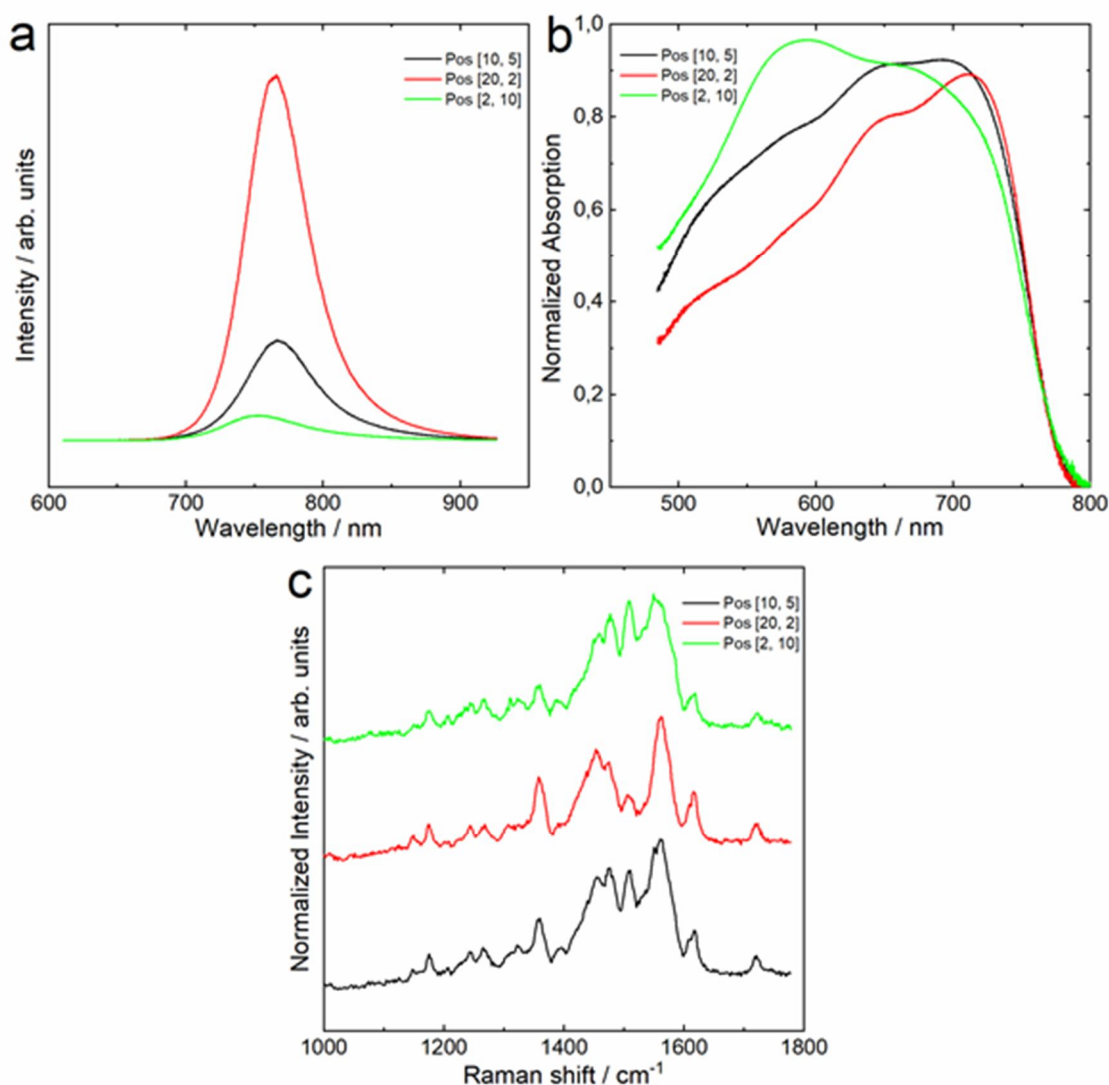 a
Pos [10, 5]
Pos [20, 2]
Pos [2, 10]
Intensity / arb. units
600 700 800 900
Wavelength / nm
b
Pos [10, 5]
Pos [20, 2]
Pos [2, 10]
Normalized Absorption
1,0
0,8
0,6
0,4
0,2
0,0
500 600 700 800
Wavelength / nm
c
Pos [10, 5]
Pos [20, 2]
Pos [2, 10]
Normalized Intensity / arb. units
1000 1200 1400 1600 1800
Raman shift / cm⁻¹